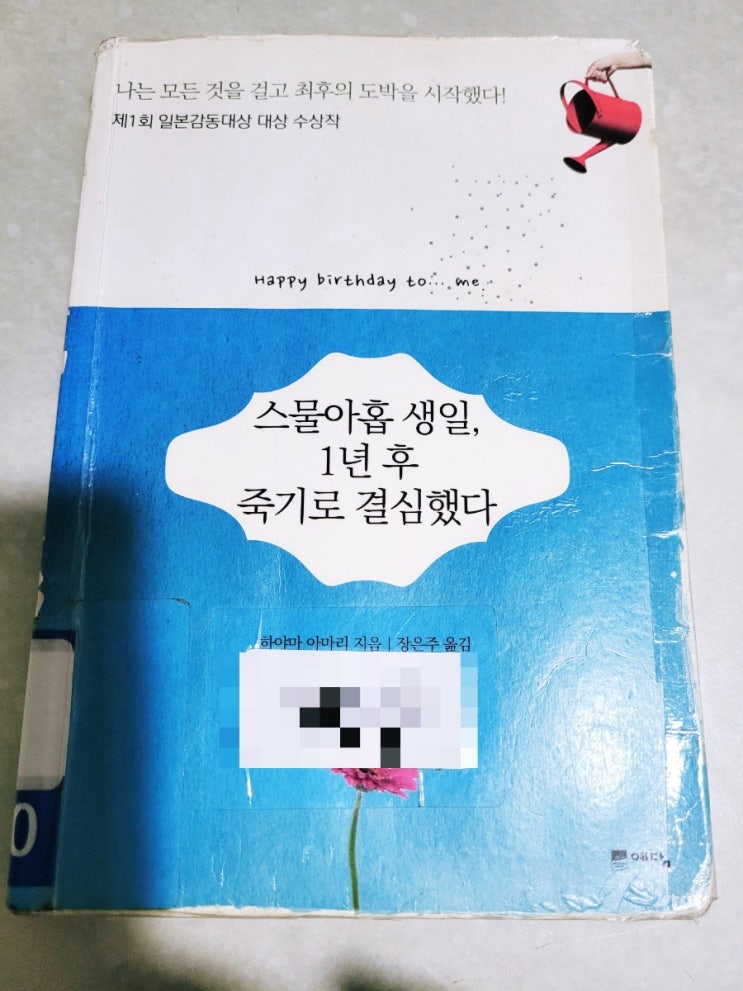 나는 모든 것을 걸고 최후의 도박을 시작했다!
제1회 일본감동대상 대상 수상작
Happy birthday to... me
스물아홉 생일,
1년 후
죽기로 결심했다
하야마 아마리 지음 | 장은주 옮김
예담
0